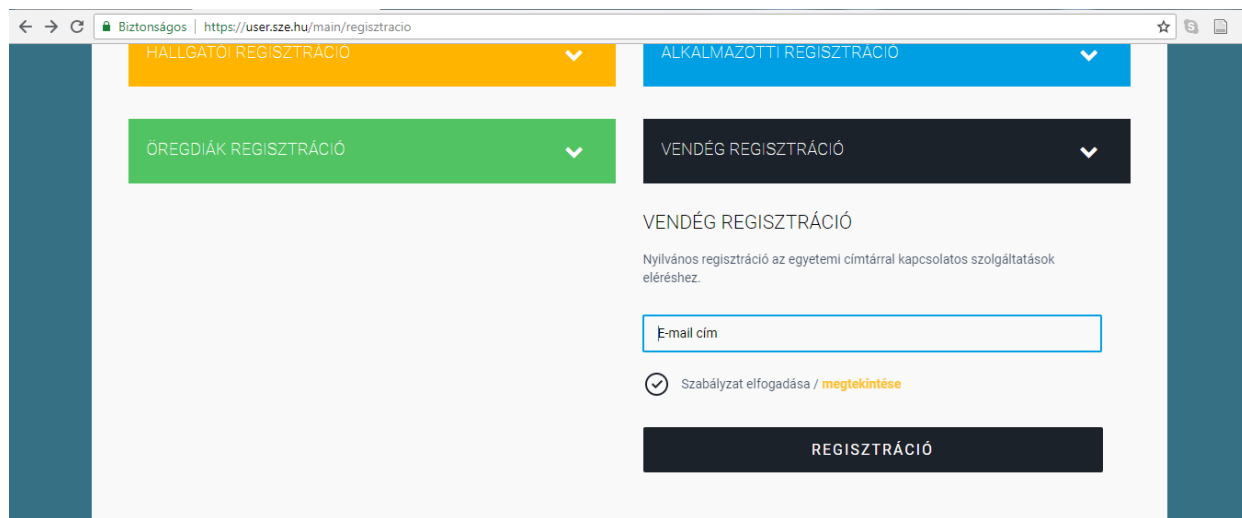 Biztonságos | https://user.sze.hu/main/regisztracio
HALLGATÓI REGISZTRÁCIÓ
ALKALMAZOTTI REGISZTRÁCIÓ
ÖREGDIÁK REGISZTRÁCIÓ
VENDÉG REGISZTRÁCIÓ
VENDÉG REGISZTRÁCIÓ
Nyilvános regisztráció az egyetemi címtárral kapcsolatos szolgáltatások
eléréshez.
E-mail cím
Szabályzat elfogadása / megtekintése
REGISZTRÁCIÓ